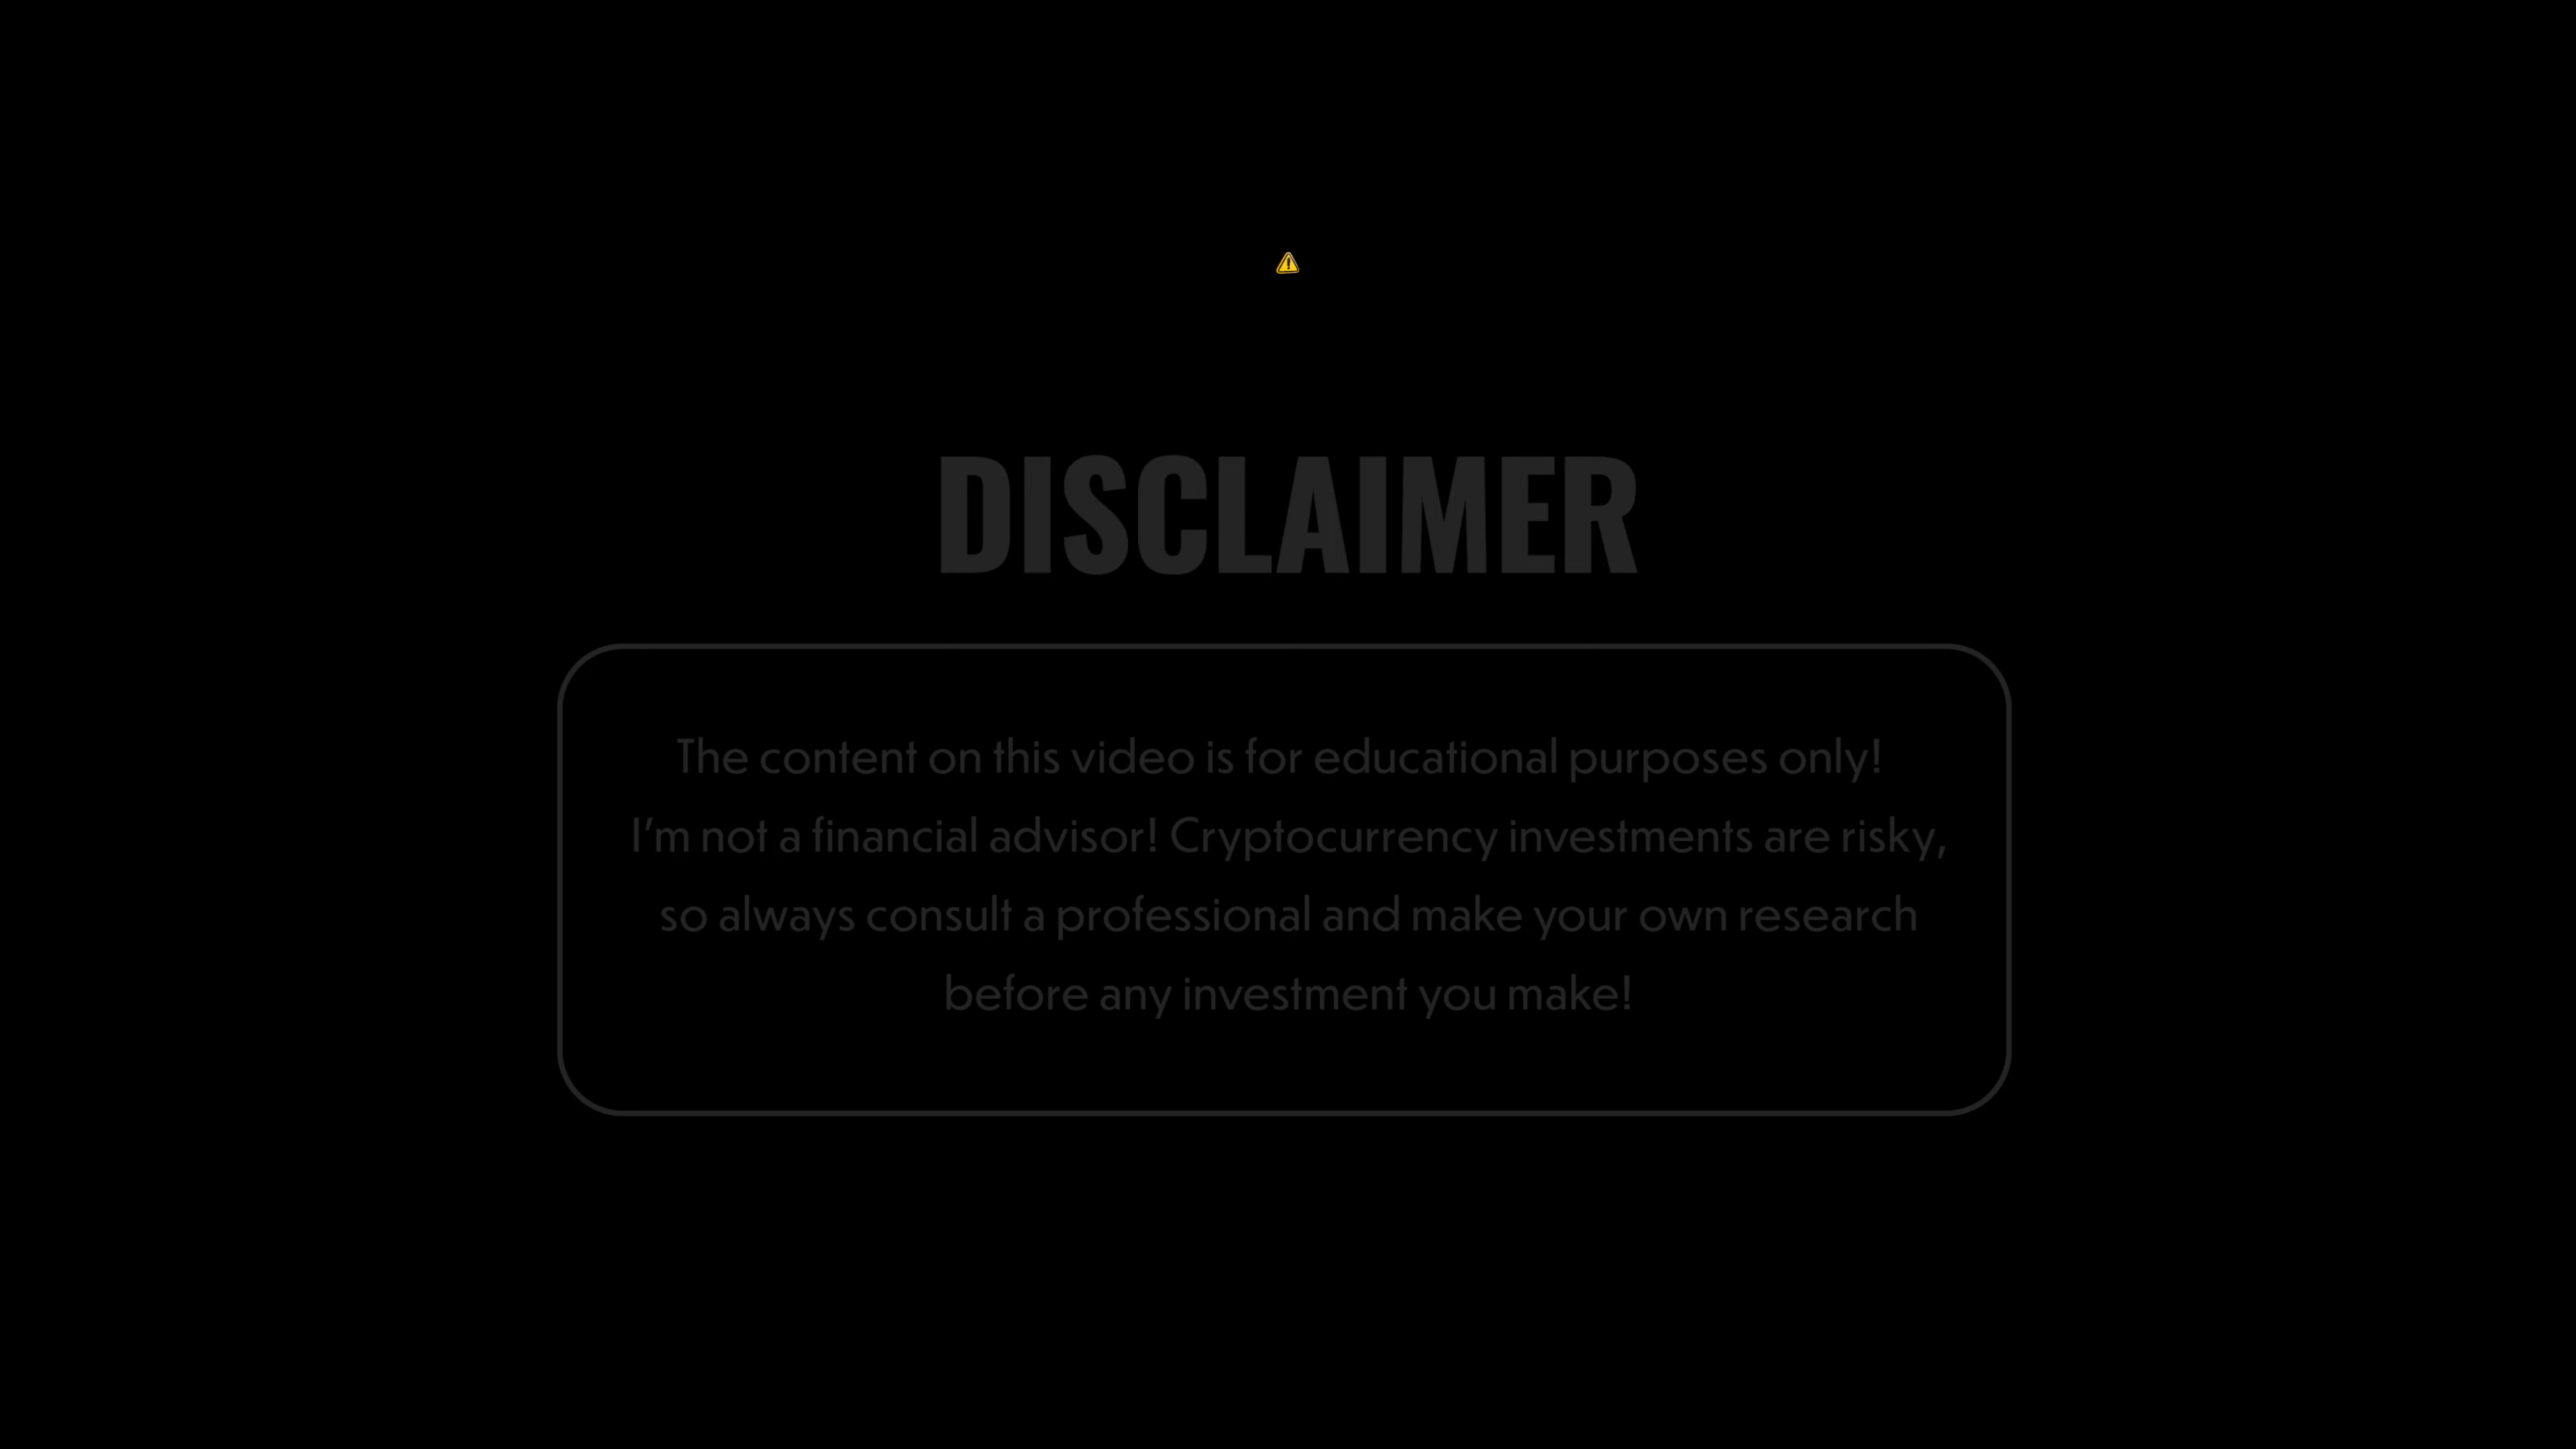 DISCLAIMER
The content on this video is for educational purposes only!
I'm not a financial advisor! Cryptocurrency investments are risky,
so always consult a professional and make your own research
before any investment you make!